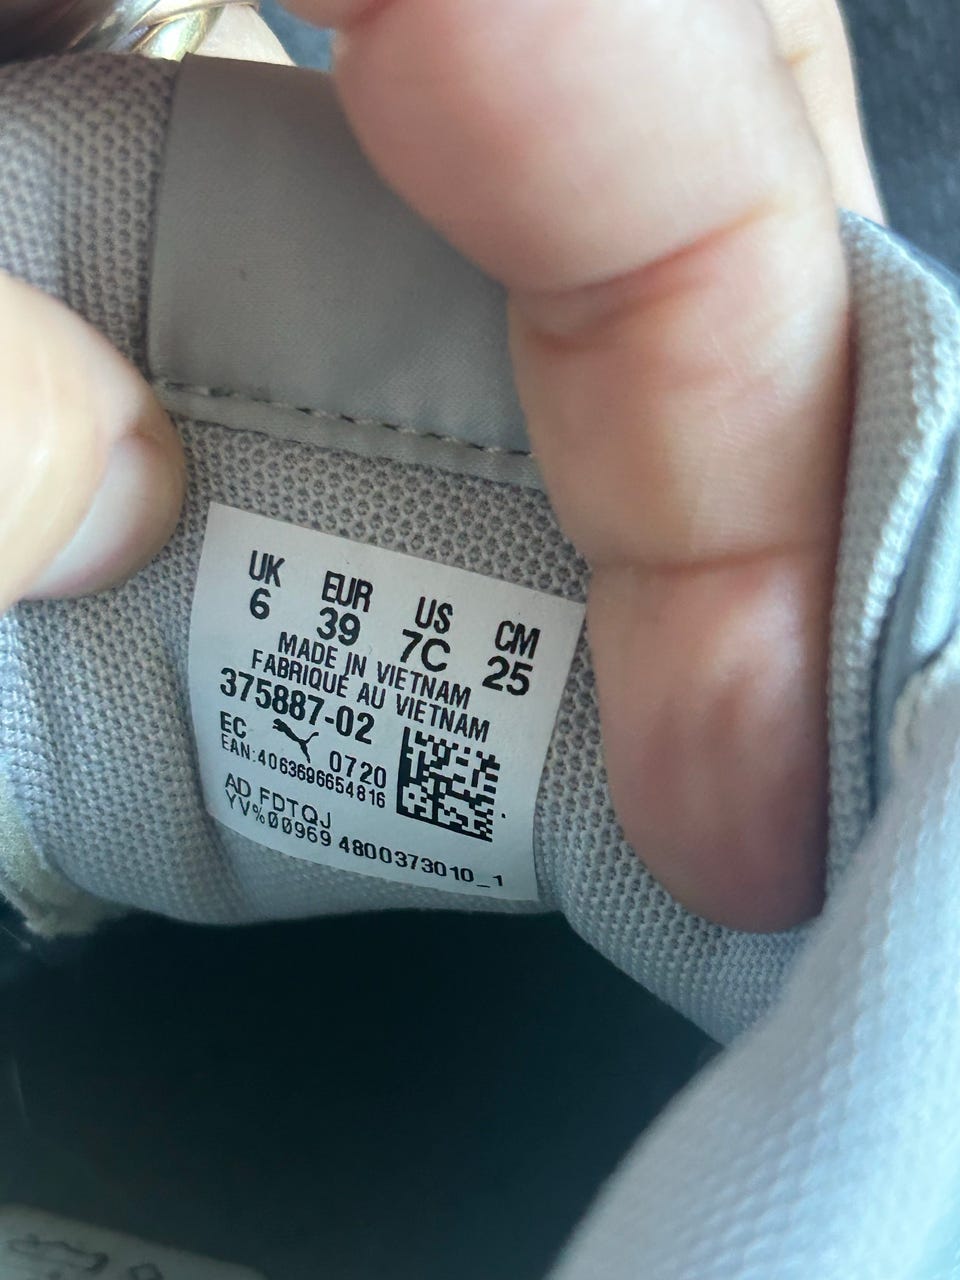 UK EUR US CM
6 39 7C 25
MADE IN VIETNAM
FABRIQUE AU VIETNAM
375887-02
EC 0720
EAN:4063696654816
AD FDTQJ
YV%00969 4800373010_1